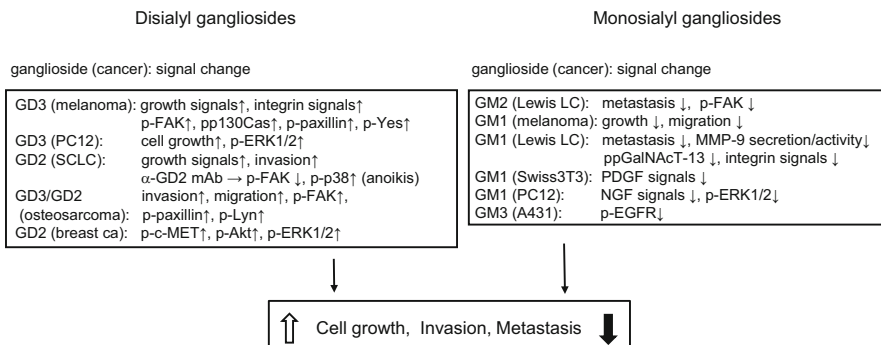 Disialyl gangliosides
ganglioside (cancer): signal change
GD3 (melanoma): growth signals↑, integrin signals↑
p-FAK↑, pp130Cas↑, p-paxillin↑, p-Yes↑
GD3 (PC12): cell growth↑, p-ERK1/2↑
GD2 (SCLC): growth signals↑, invasion↑
α-GD2 mAb → p-FAK ↓, p-p38↑ (anoikis)
GD3/GD2 invasion↑, migration↑, p-FAK↑,
(osteosarcoma): p-paxillin↑, p-Lyn↑
GD2 (breast ca): p-c-MET↑, p-Akt↑, p-ERK1/2↑
Monosialyl gangliosides
ganglioside (cancer): signal change
GM2 (Lewis LC): metastasis ↓, p-FAK ↓
GM1 (melanoma): growth ↓, migration ↓
GM1 (Lewis LC): metastasis ↓, MMP-9 secretion/activity↓
ppGalNAcT-13 ↓, integrin signals ↓
GM1 (Swiss3T3): PDGF signals ↓
GM1 (PC12): NGF signals ↓, p-ERK1/2↓
GM3 (A431): p-EGFR↓
⇧ Cell growth, Invasion, Metastasis ⬇